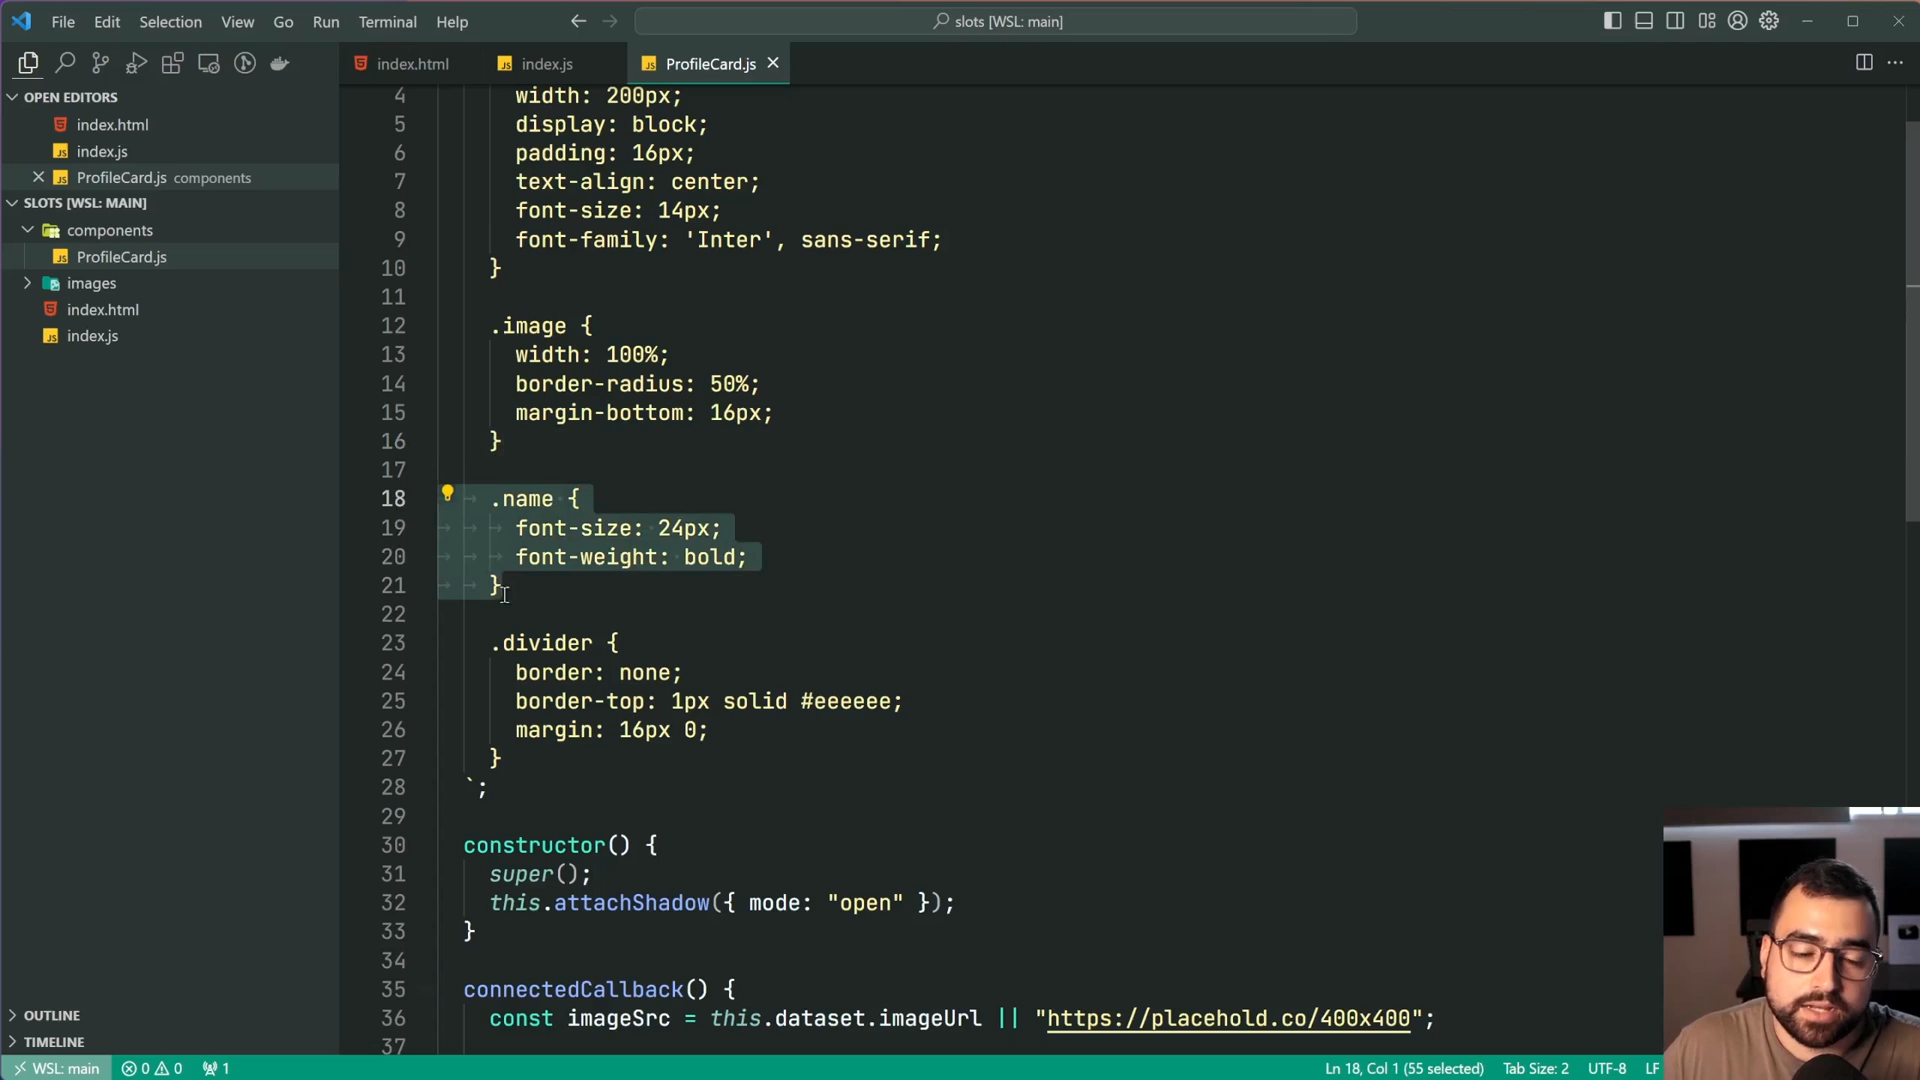 File Edit Selection View Go Run Terminal Help
slots [WSL: main]
index.html
index.js
ProfileCard.js
OPEN EDITORS
index.html
index.js
ProfileCard.js components
SLOTS [WSL: MAIN]
components
ProfileCard.js
images
index.html
index.js
OUTLINE
TIMELINE
4 width: 200px;
5 display: block;
6 padding: 16px;
7 text-align: center;
8 font-size: 14px;
9 font-family: 'Inter', sans-serif;
10 }
11
12 .image {
13 width: 100%;
14 border-radius: 50%;
15 margin-bottom: 16px;
16 }
17
18 .name {
19 font-size: 24px;
20 font-weight: bold;
21 }
22
23 .divider {
24 border: none;
25 border-top: 1px solid #eeeeee;
26 margin: 16px 0;
27 }
28 `;
29
30 constructor() {
31 super();
32 this.attachShadow({ mode: "open" });
33 }
34
35 connectedCallback() {
36 const imageSrc = this.dataset.imageUrl || "https://placehold.co/400x400";
37
WSL: main 0 0 1
Ln 18, Col 1 (55 selected) Tab Size: 2 UTF-8 LF